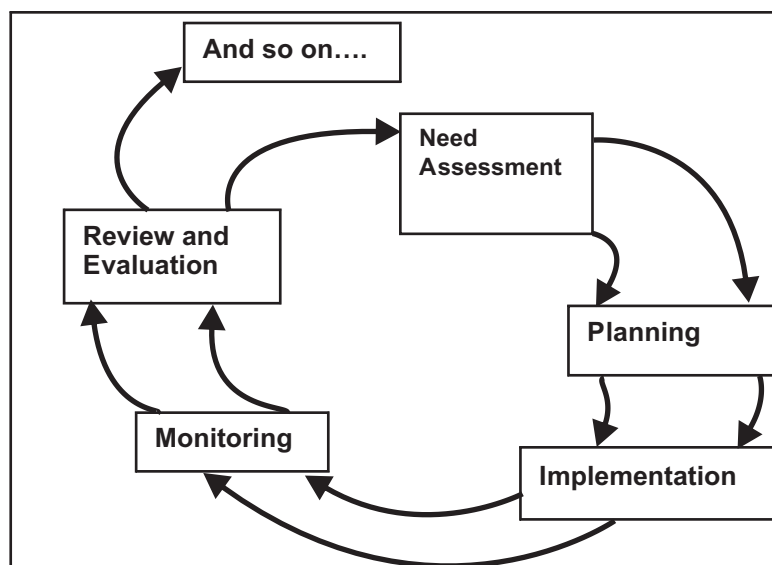 And so on....
Need
Assessment
Review and
Evaluation
Planning
Monitoring
Implementation